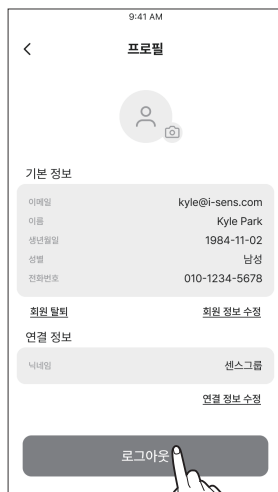 9:41 AM
프로필
기본 정보
이메일 kyle@i-sens.com
이름 Kyle Park
생년월일 1984-11-02
성별 남성
전화번호 010-1234-5678
회원 탈퇴 회원 정보 수정
연결 정보
닉네임 센스그룹
연결 정보 수정
로그아웃